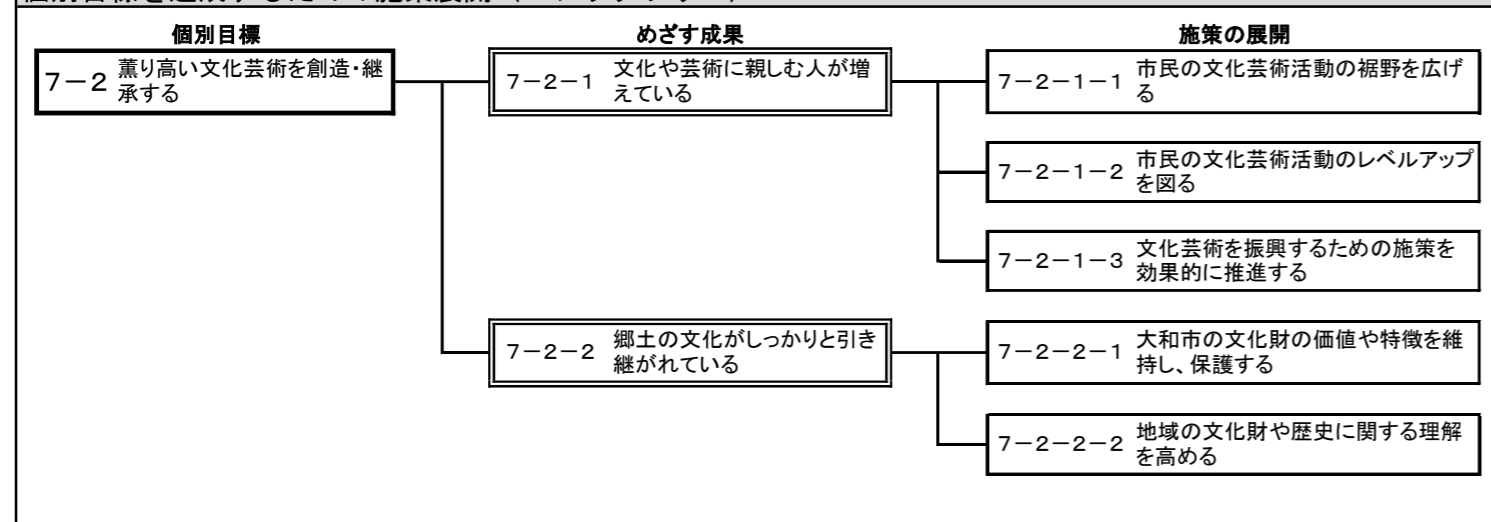 個別目標 めざす成果 施策の展開
7-2 薫り高い文化芸術を創造・継
承する
7-2-1 文化や芸術に親しむ人が増
えている
7-2-1-1 市民の文化芸術活動の裾野を広げ
る
7-2-1-2 市民の文化芸術活動のレベルアップ
を図る
7-2-1-3 文化芸術を振興するための施策を
効果的に推進する
7-2-2 郷土の文化がしっかりと引き
継がれている
7-2-2-1 大和市の文化財の価値や特徴を維
持し、保護する
7-2-2-2 地域の文化財や歴史に関する理解
を高める